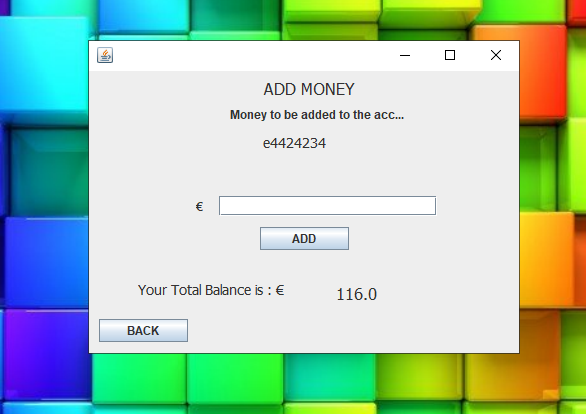 ADD MONEY
Money to be added to the acc...
e4424234
€
ADD
Your Total Balance is : € 116.0
BACK